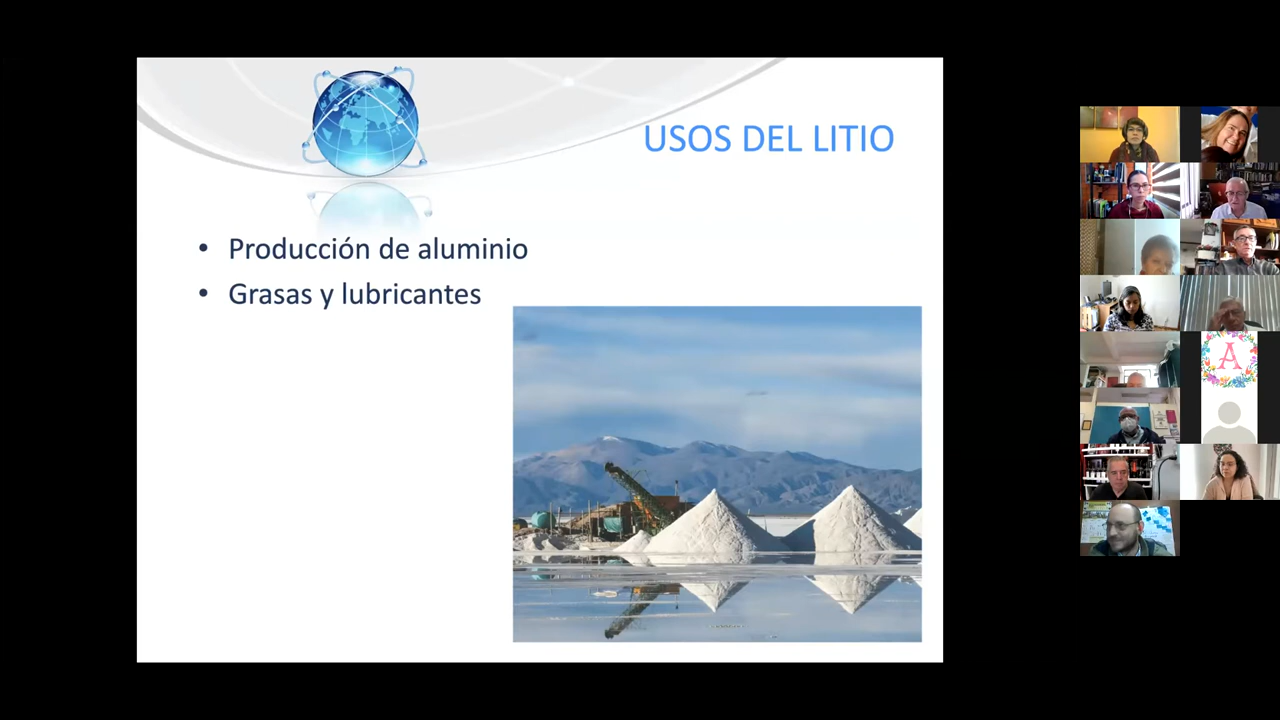 USOS DEL LITIO
• Producción de aluminio
• Grasas y lubricantes
A